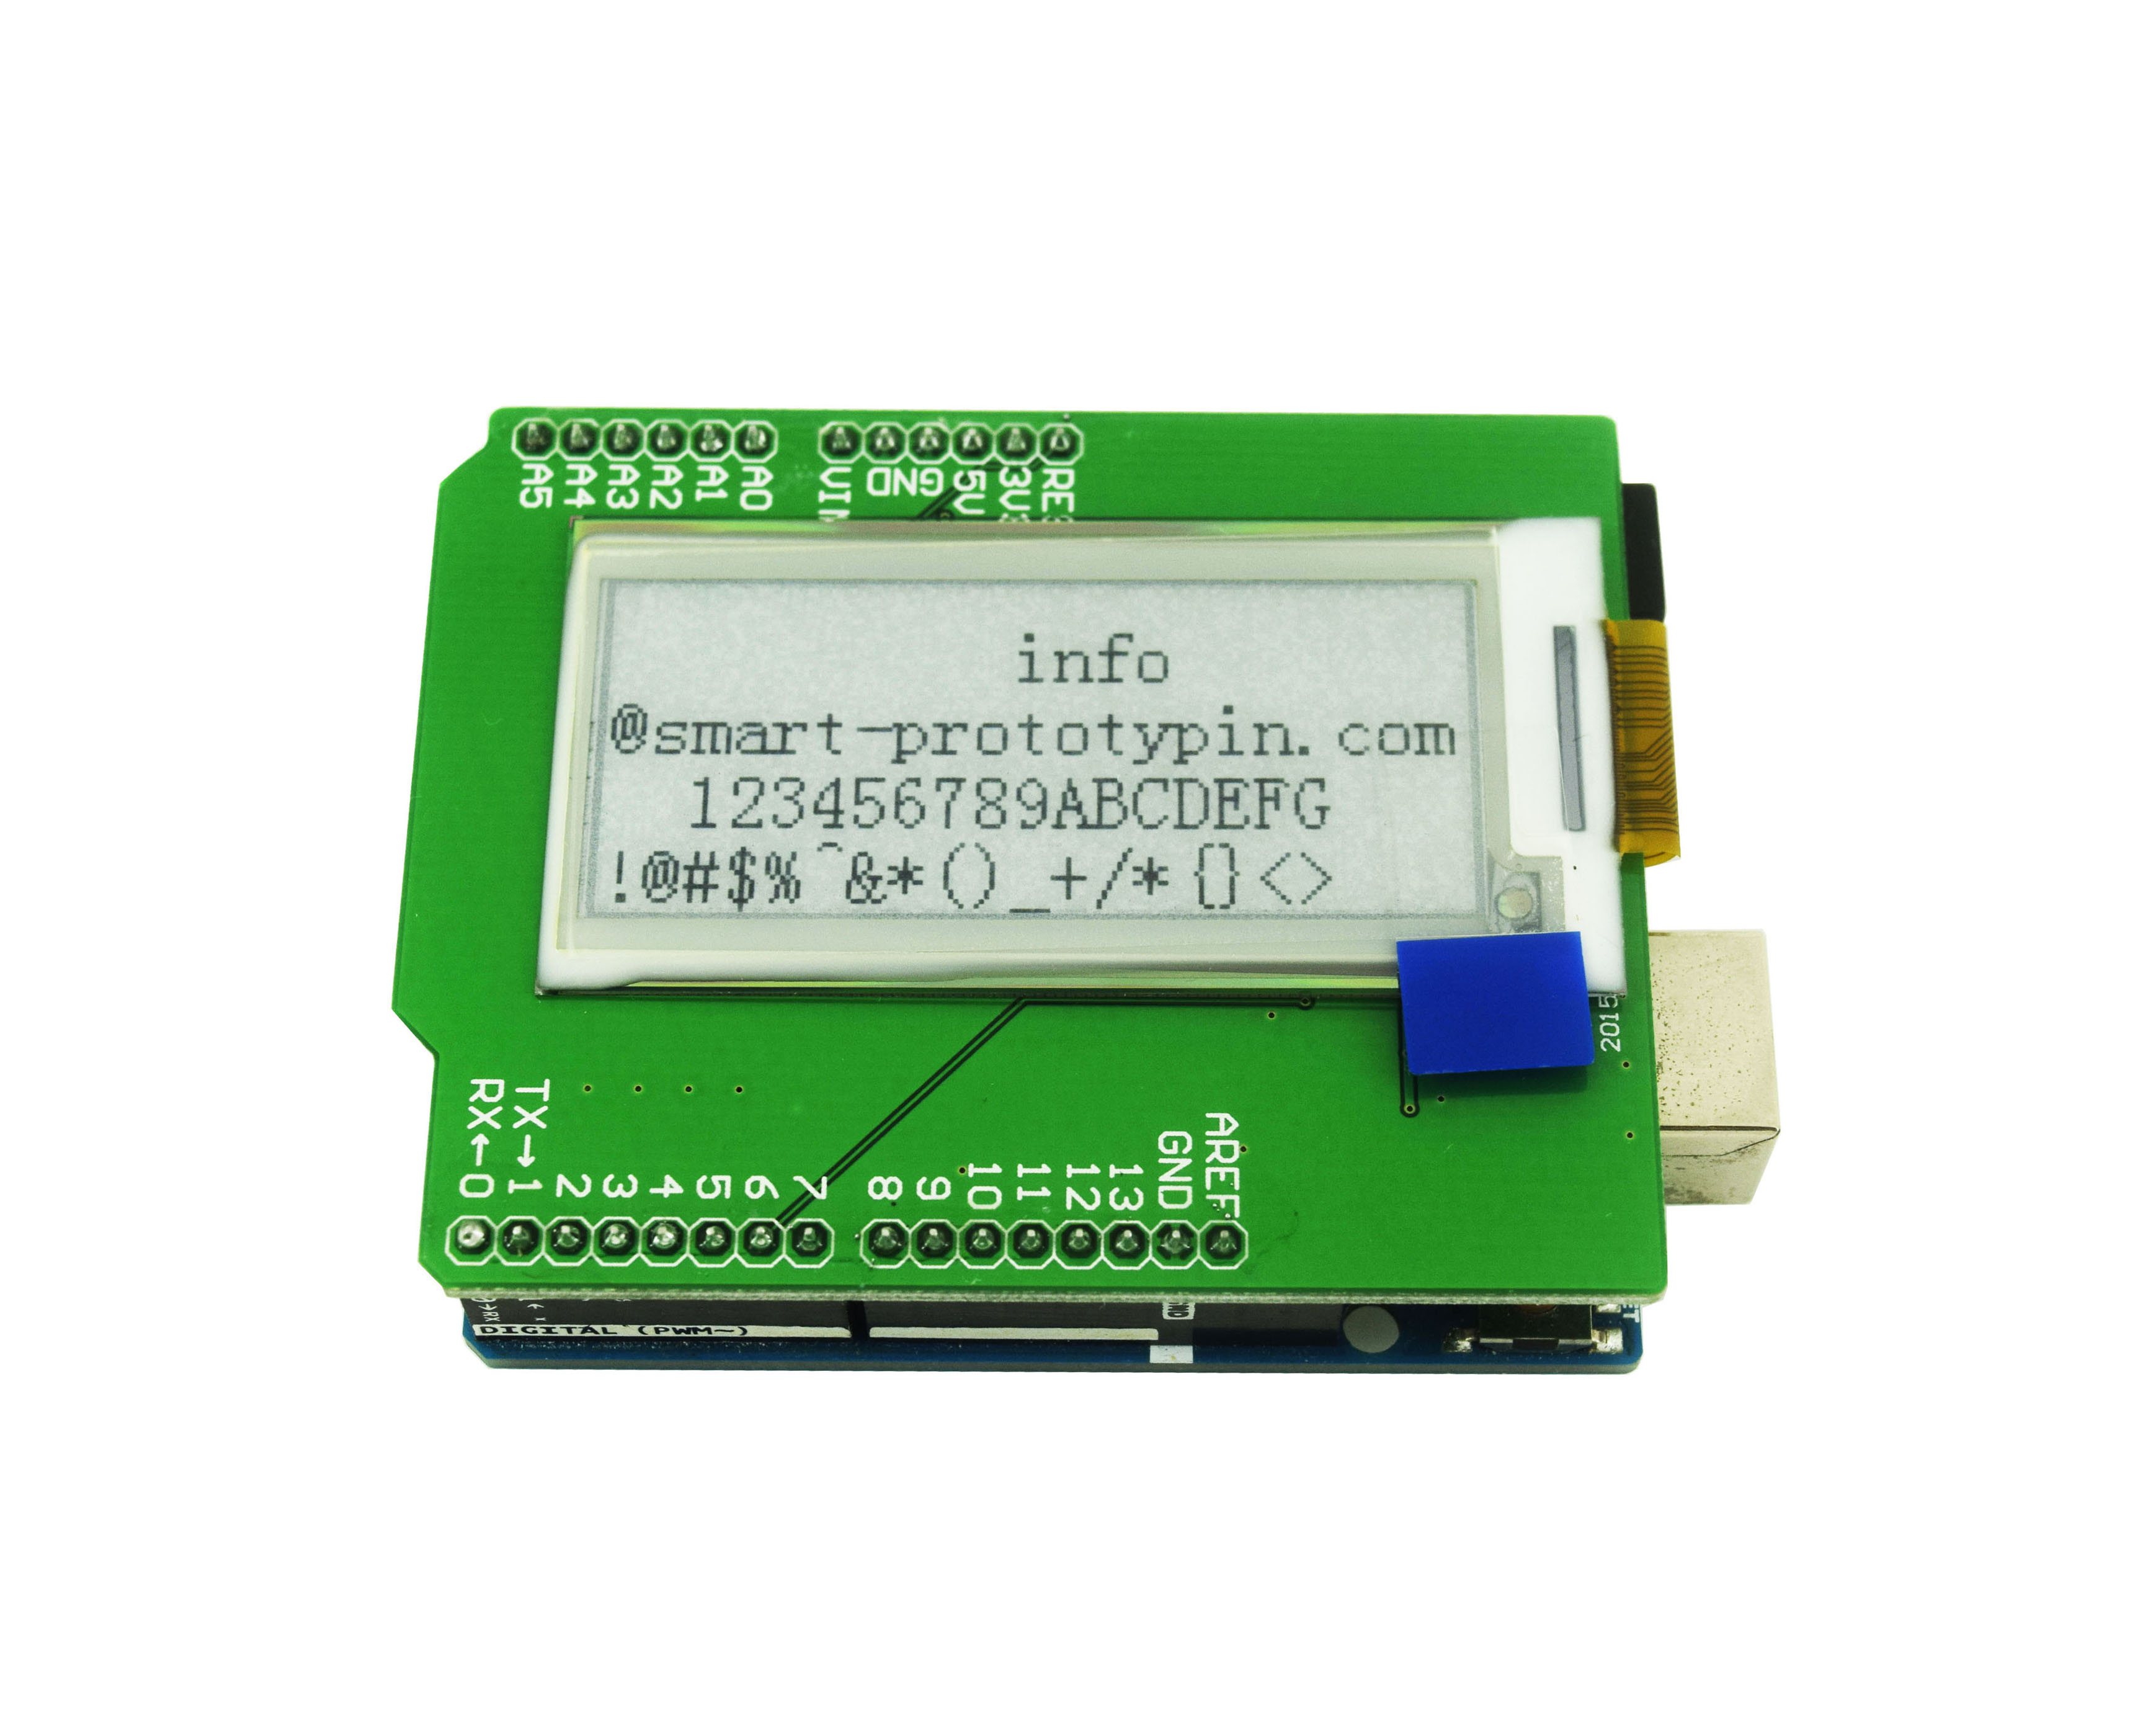 A5 A4 A3 A2 A1 A0 GND 5V
info
@smart-prototypin.com
123456789ABCDEFG
!@#$%^&*()_+/*{}<>
2015
RX←0 TX→1 2 3 4 5 6 7 8 9 10 11 12 13 GND AREF
DIGITAL (PWM~)